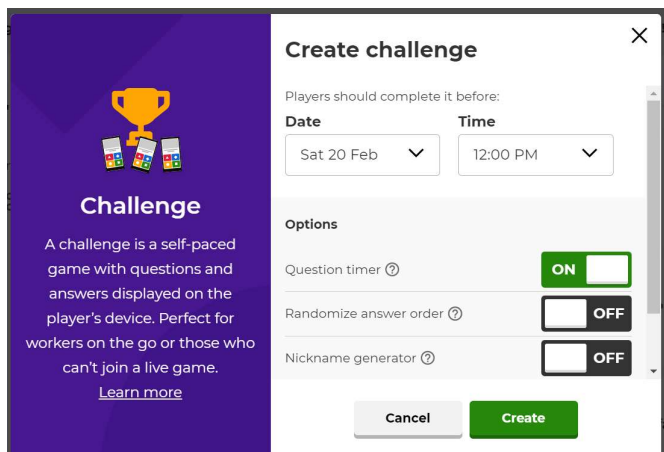 Challenge
A challenge is a self-paced
game with questions and
answers displayed on the
player's device. Perfect for
workers on the go or those who
can't join a live game.
Learn more
Create challenge
Players should complete it before:
Date Time
Sat 20 Feb 12:00 PM
Options
Question timer ? ON
Randomize answer order ? OFF
Nickname generator ? OFF
Cancel Create